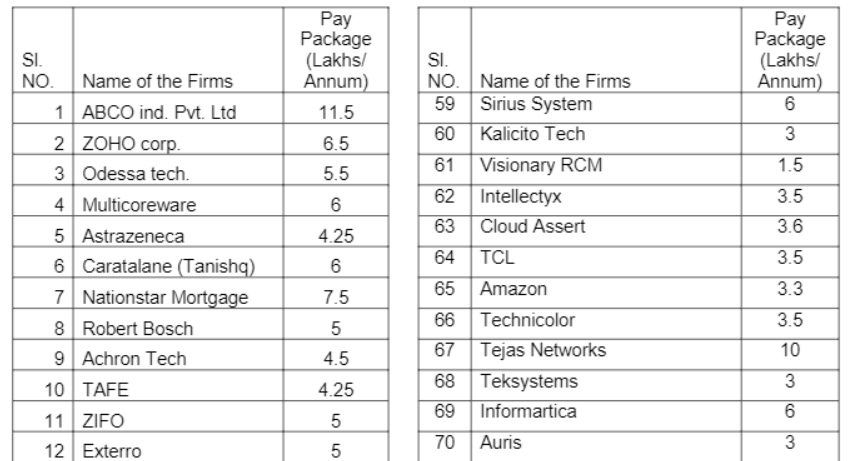 Sl. NO. Name of the Firms Pay Package (Lakhs/ Annum)
1 ABCO ind. Pvt. Ltd 11.5
2 ZOHO corp. 6.5
3 Odessa tech. 5.5
4 Multicoreware 6
5 Astrazeneca 4.25
6 Caratalane (Tanishq) 6
7 Nationstar Mortgage 7.5
8 Robert Bosch 5
9 Achron Tech 4.5
10 TAFE 4.25
11 ZIFO 5
12 Exterro 5
Sl. NO. Name of the Firms Pay Package (Lakhs/ Annum)
59 Sirius System 6
60 Kalicito Tech 3
61 Visionary RCM 1.5
62 Intellectyx 3.5
63 Cloud Assert 3.6
64 TCL 3.5
65 Amazon 3.3
66 Technicolor 3.5
67 Tejas Networks 10
68 Teksystems 3
69 Informartica 6
70 Auris 3